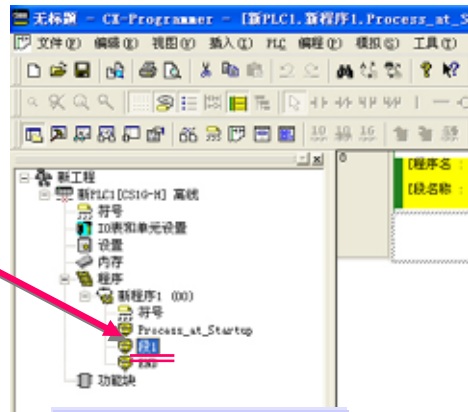 无标题 - CX-Programmer - [新PLC1.新程序1.Process_at_S
文件(F) 编辑(E) 视图(V) 插入(I) PLC 编程(P) 模拟(S) 工具(T)
10 10 16
新工程
新PLC1[CS1G-H] 离线
符号
IO表和单元设置
设置
内存
程序
新程序1 (00)
符号
Process_at_Startup
段1
END
功能块
0
[程序名 :
[段名称 :